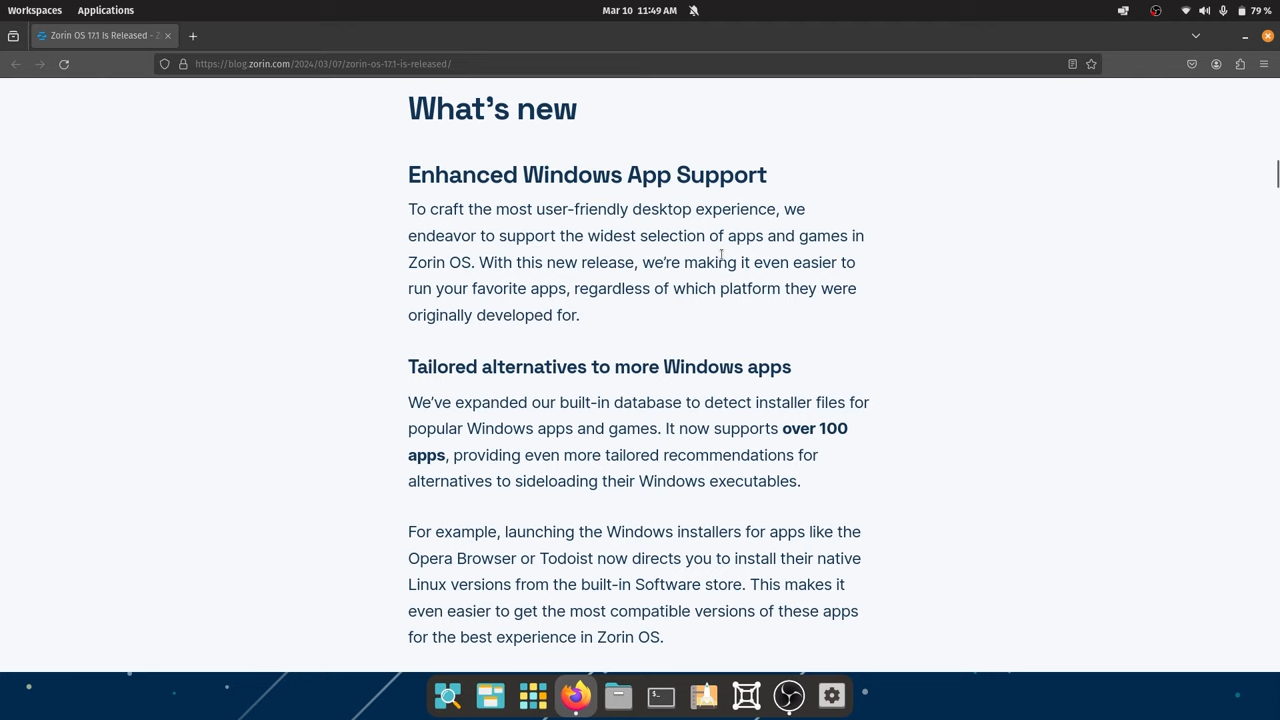 Workspaces Applications Mar 10 11:49 AM 79 %
Zorin OS 17.1 Is Released - Z
https://blog.zorin.com/2024/03/07/zorin-os-17.1-is-released/
What's new
Enhanced Windows App Support
To craft the most user-friendly desktop experience, we
endeavor to support the widest selection of apps and games in
Zorin OS. With this new release, we're making it even easier to
run your favorite apps, regardless of which platform they were
originally developed for.
Tailored alternatives to more Windows apps
We've expanded our built-in database to detect installer files for
popular Windows apps and games. It now supports over 100
apps, providing even more tailored recommendations for
alternatives to sideloading their Windows executables.
For example, launching the Windows installers for apps like the
Opera Browser or Todoist now directs you to install their native
Linux versions from the built-in Software store. This makes it
even easier to get the most compatible versions of these apps
for the best experience in Zorin OS.